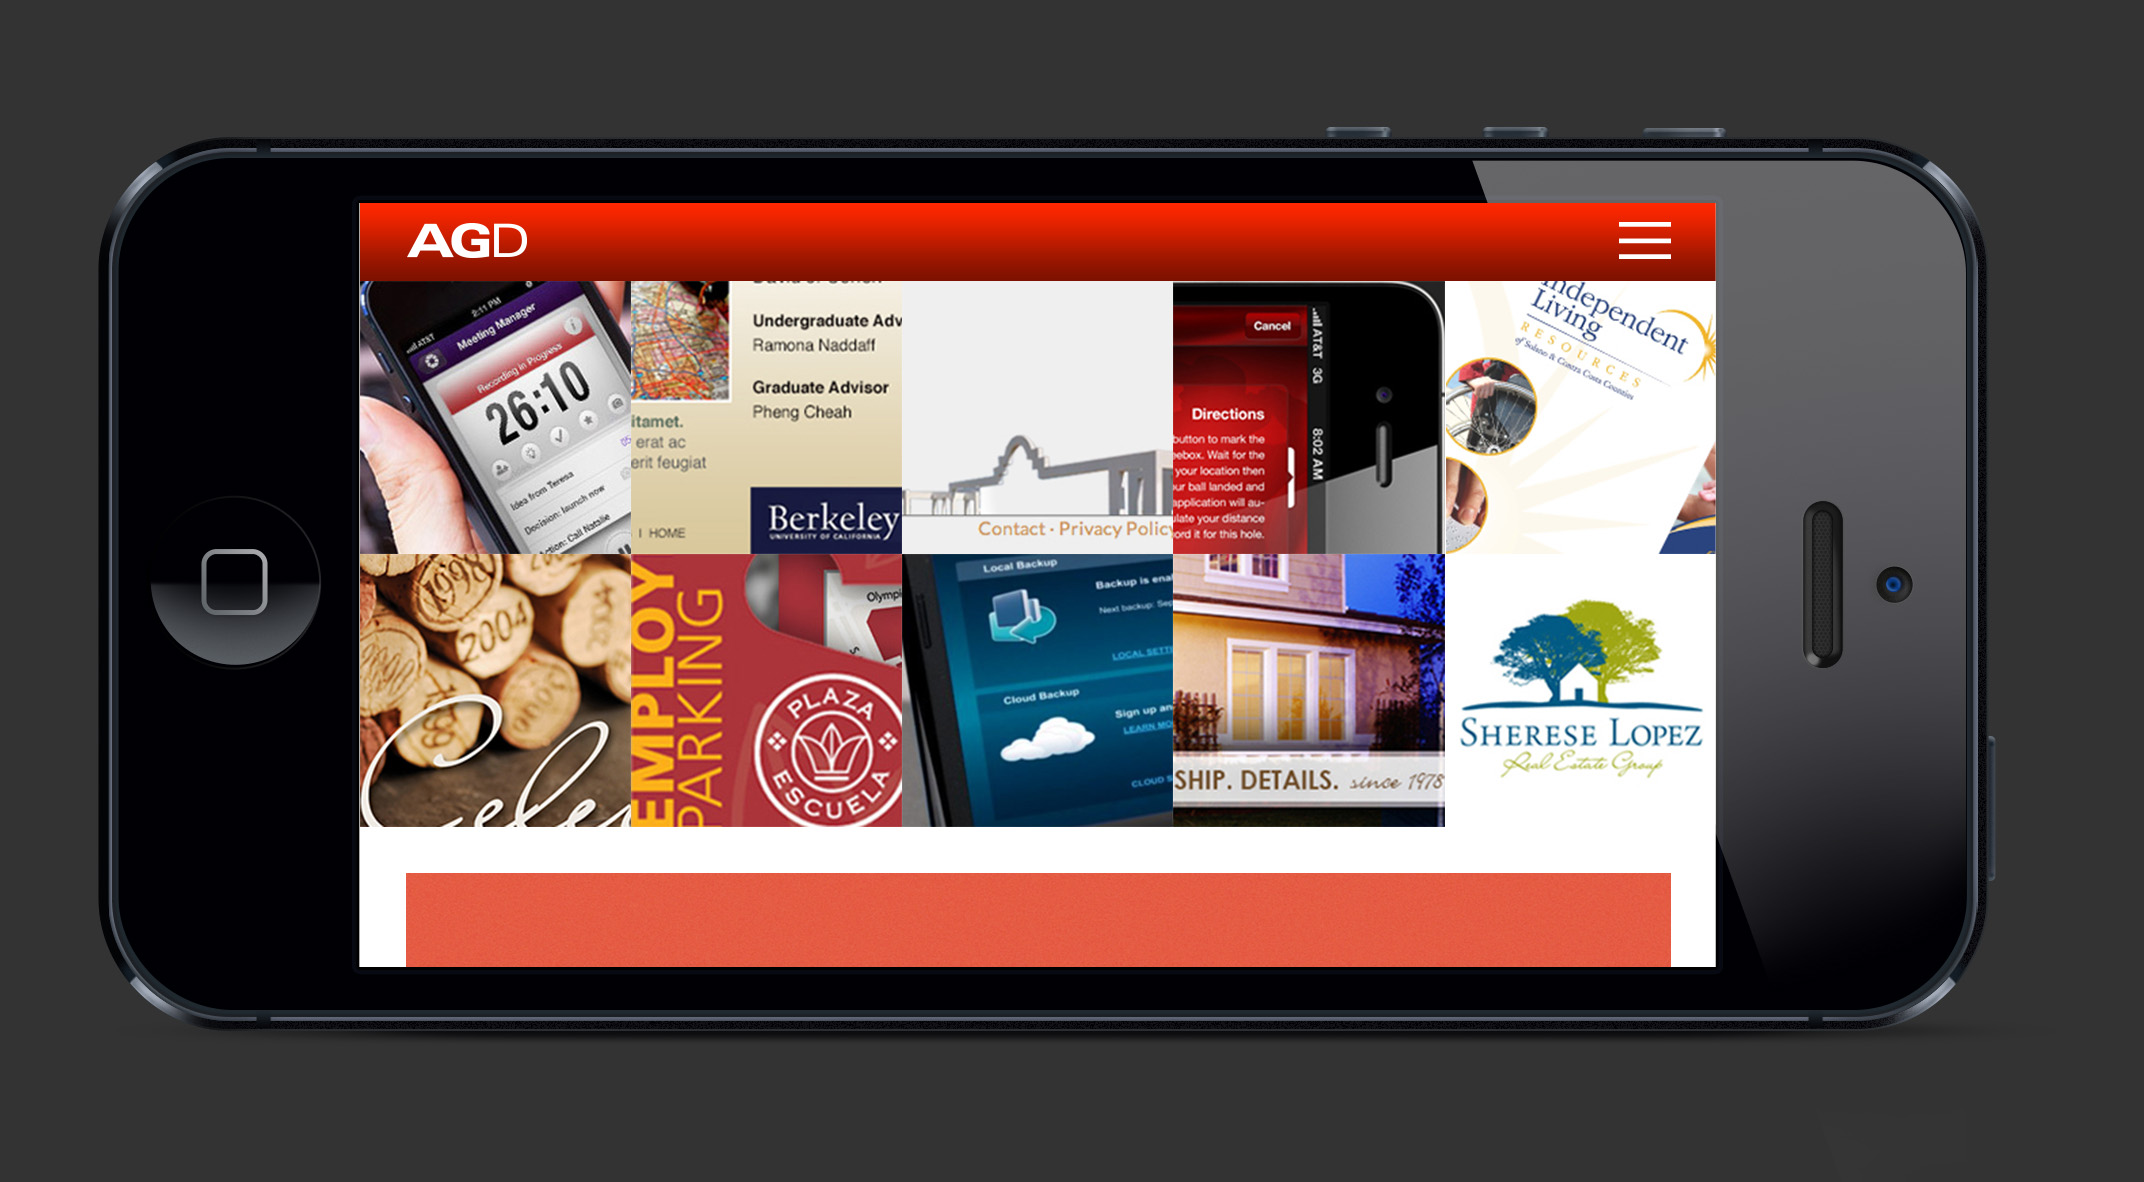 AGD
2:11 PM
AT&T
Meeting Manager
Recording in Progress
26:10
Idea from Teresa
Decision: launch now
Action: Call Natalie
Undergraduate Adv
Ramona Naddaff
Graduate Advisor
Pheng Cheah
itamet.
erat ac
erit feugiat
| HOME
Berkeley
UNIVERSITY OF CALIFORNIA
Contact · Privacy Policy
Cancel
AT&T 3G
8:02 AM
Directions
button to mark the
eebox. Wait for the
your location then
ur ball landed and
application will au-
late your distance
ord it for this hole.
Independent
Living
RESOURCES
of Solano & Contra Costa Counties
1998
2004
2004
Celer
EMPLOY
PARKING
Olympi
PLAZA
ESCUELA
Local Backup
Backup is ena
Next backup: Sep
LOCAL SETTI
Cloud Backup
Sign up an
LEARN MO
CLOUD S
SHIP. DETAILS. since 1978
SHERESE LOPEZ
Real Estate Group